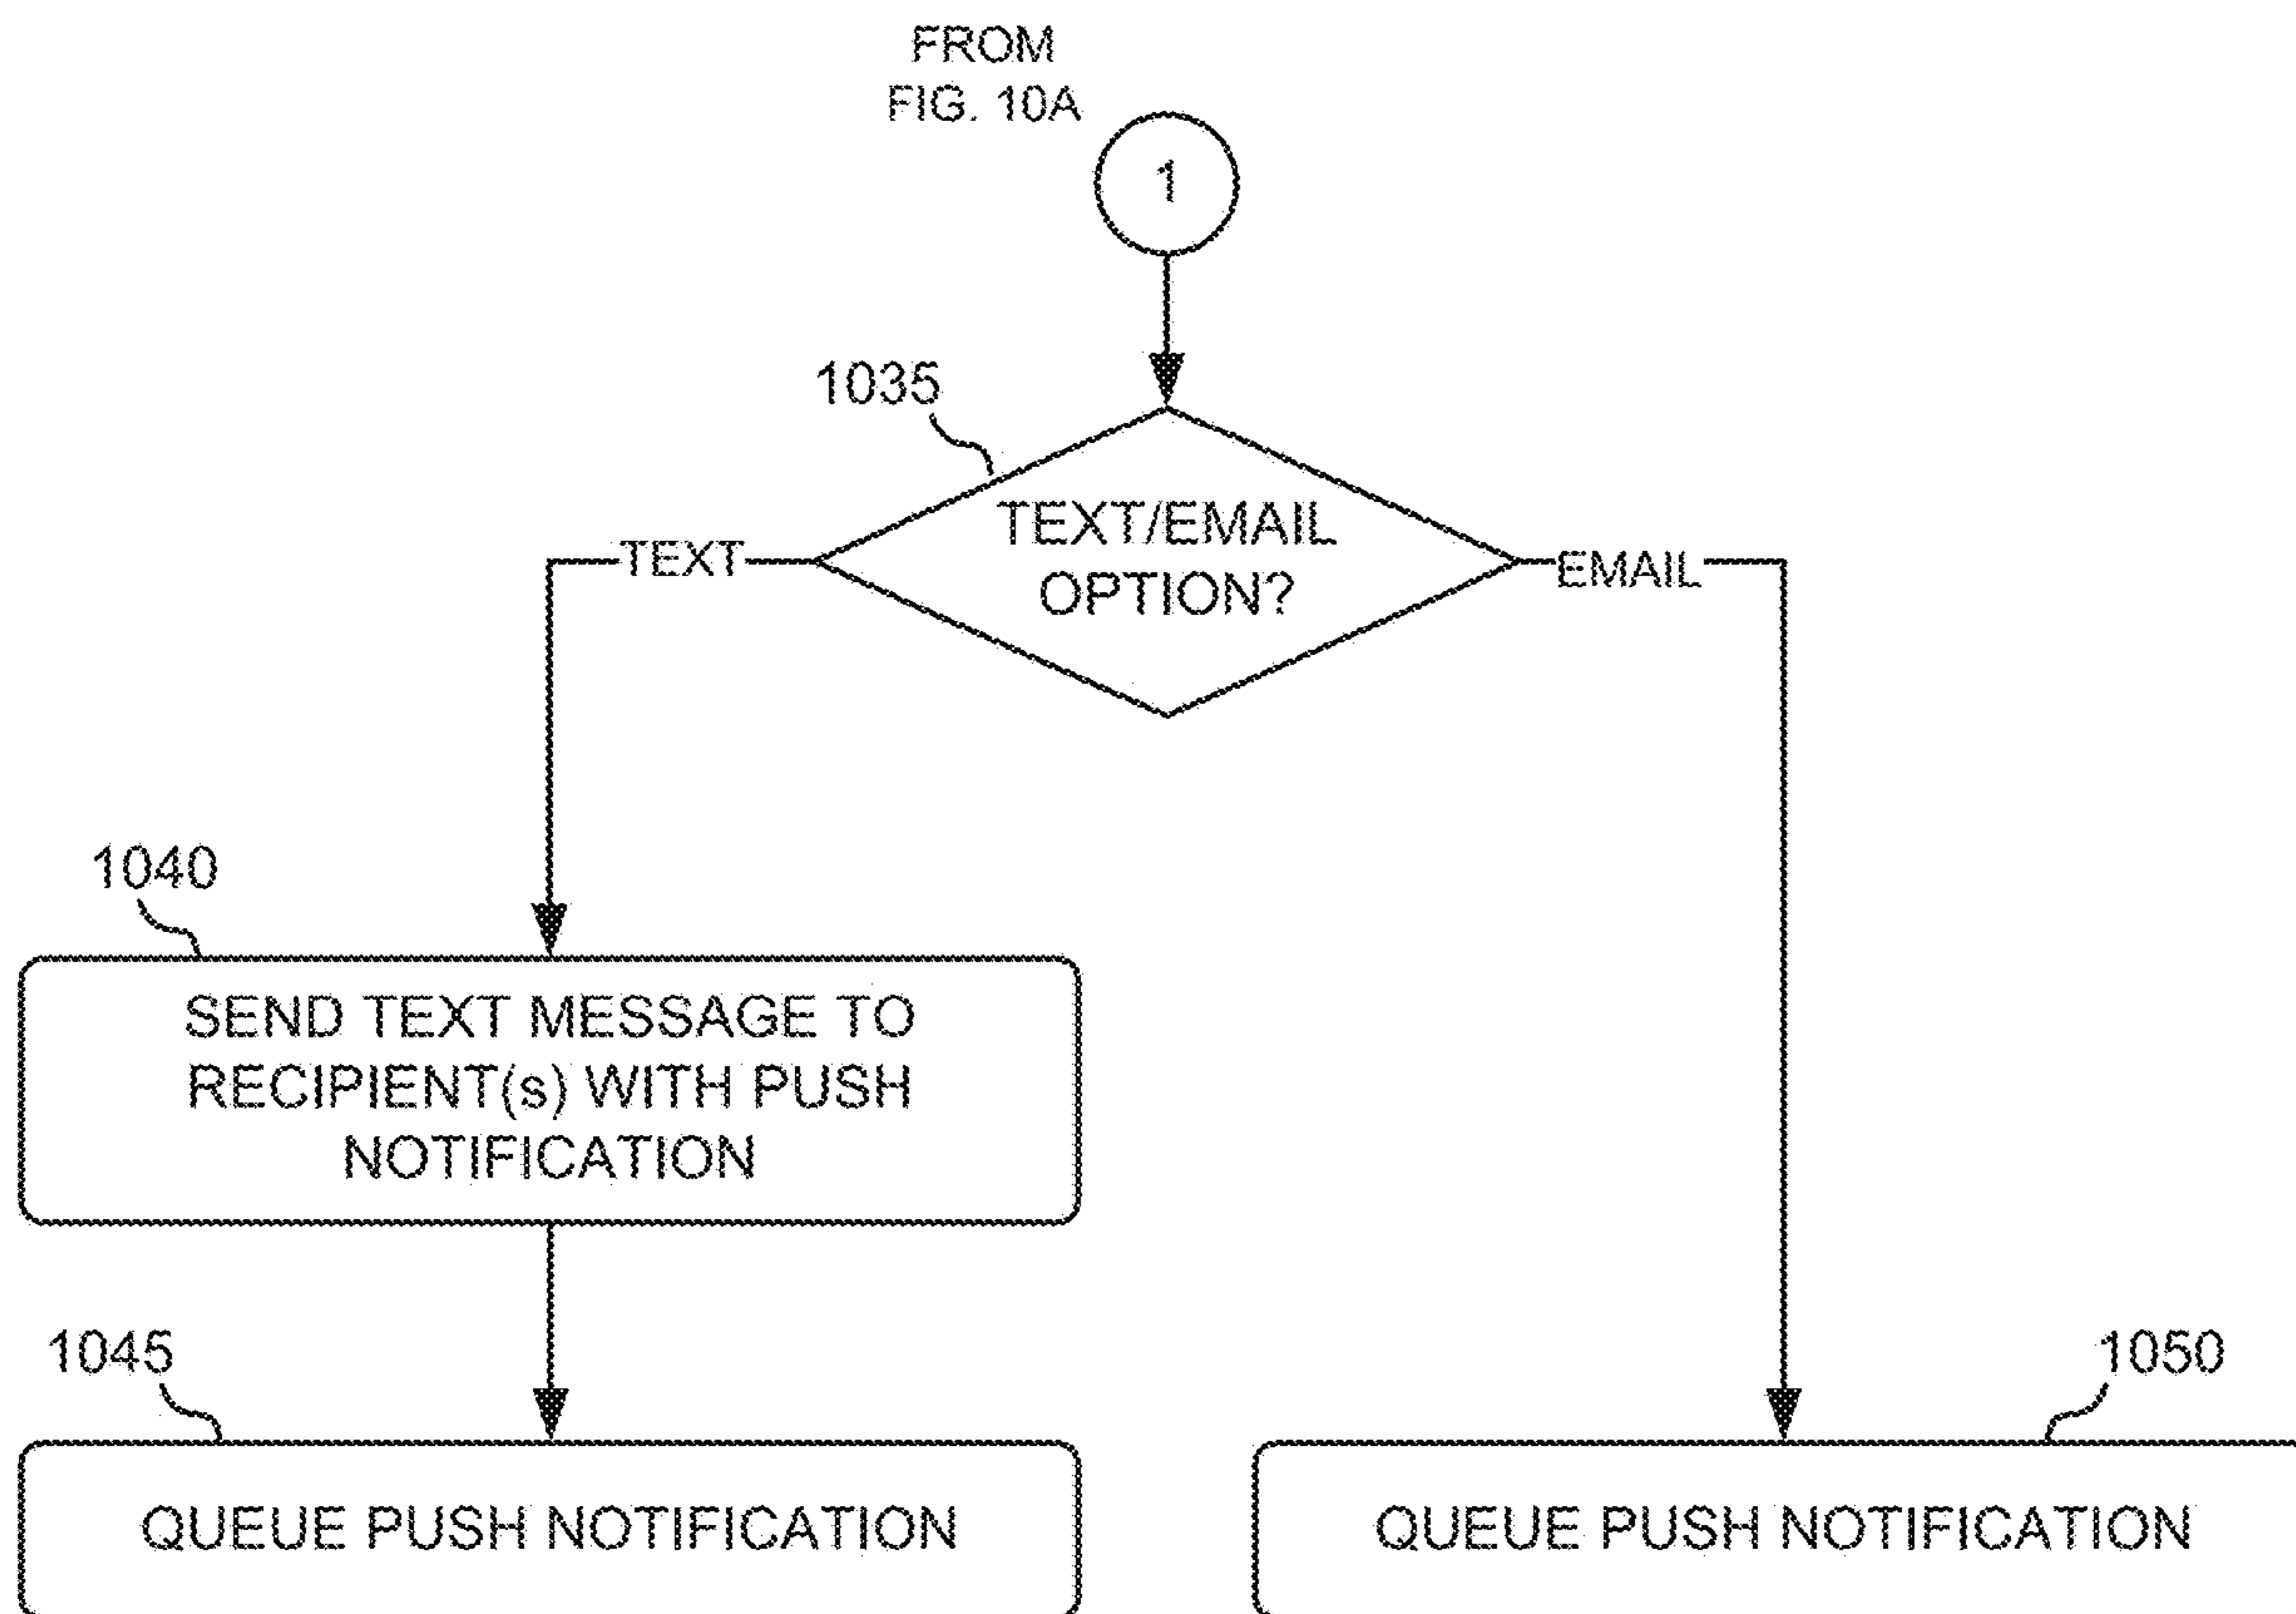 FROM
FIG. 10A
1
1035
TEXT/EMAIL
OPTION?
TEXT
EMAIL
1040
SEND TEXT MESSAGE TO
RECIPIENT(s) WITH PUSH
NOTIFICATION
1045
QUEUE PUSH NOTIFICATION
1050
QUEUE PUSH NOTIFICATION